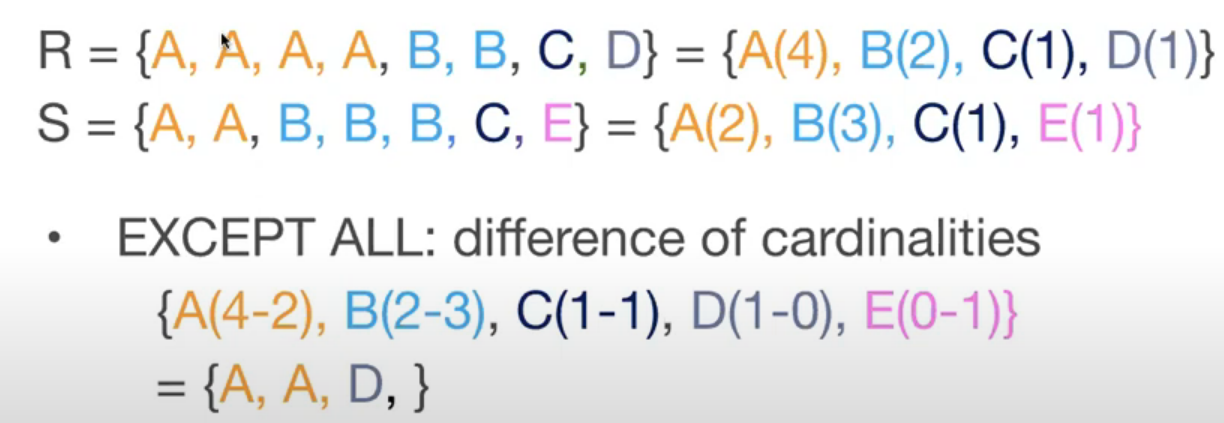 R = {A, A, A, A, B, B, C, D} = {A(4), B(2), C(1), D(1)}
S = {A, A, B, B, B, C, E} = {A(2), B(3), C(1), E(1)}
• EXCEPT ALL: difference of cardinalities
{A(4-2), B(2-3), C(1-1), D(1-0), E(0-1)}
= {A, A, D, }